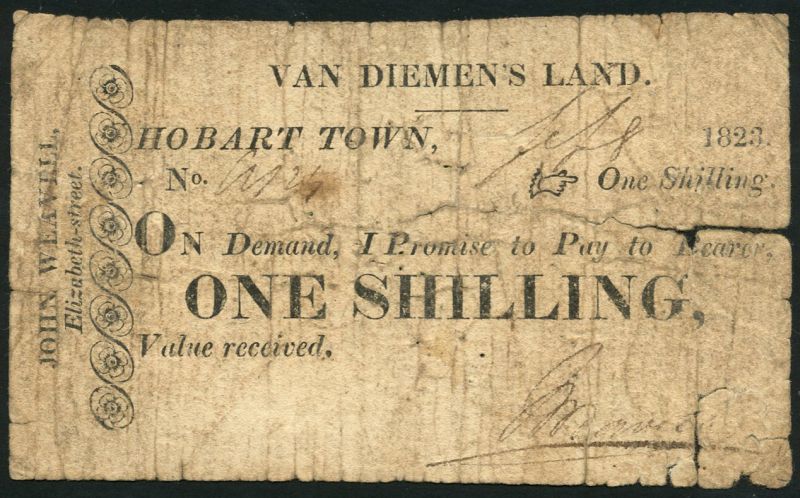 JOHN WEAVELL,
Elizabeth-street.
VAN DIEMEN'S LAND.
HOBART TOWN, 1823.
No. One Shilling.
ON Demand, I Promise to Pay to Bearer,
ONE SHILLING,
Value received,